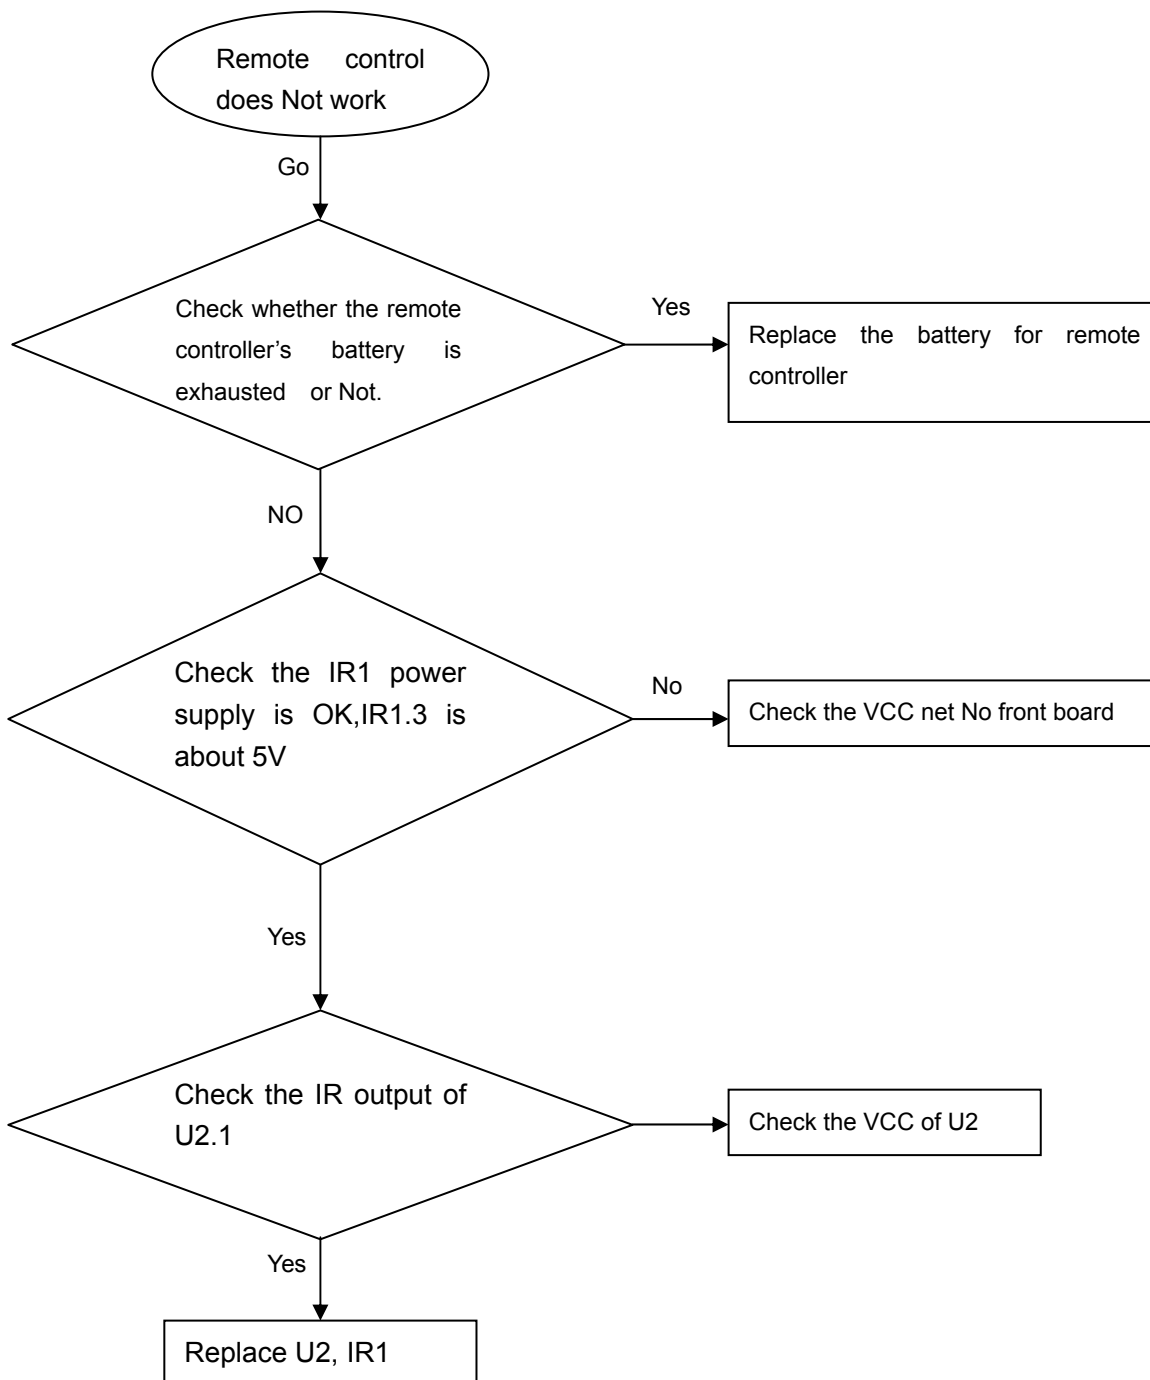 Remote control
does Not work
Go
Check whether the remote
controller’s battery is
exhausted or Not.
Yes
Replace the battery for remote
controller
NO
Check the IR1 power
supply is OK,IR1.3 is
about 5V
No
Check the VCC net No front board
Yes
Check the IR output of
U2.1
Check the VCC of U2
Yes
Replace U2, IR1